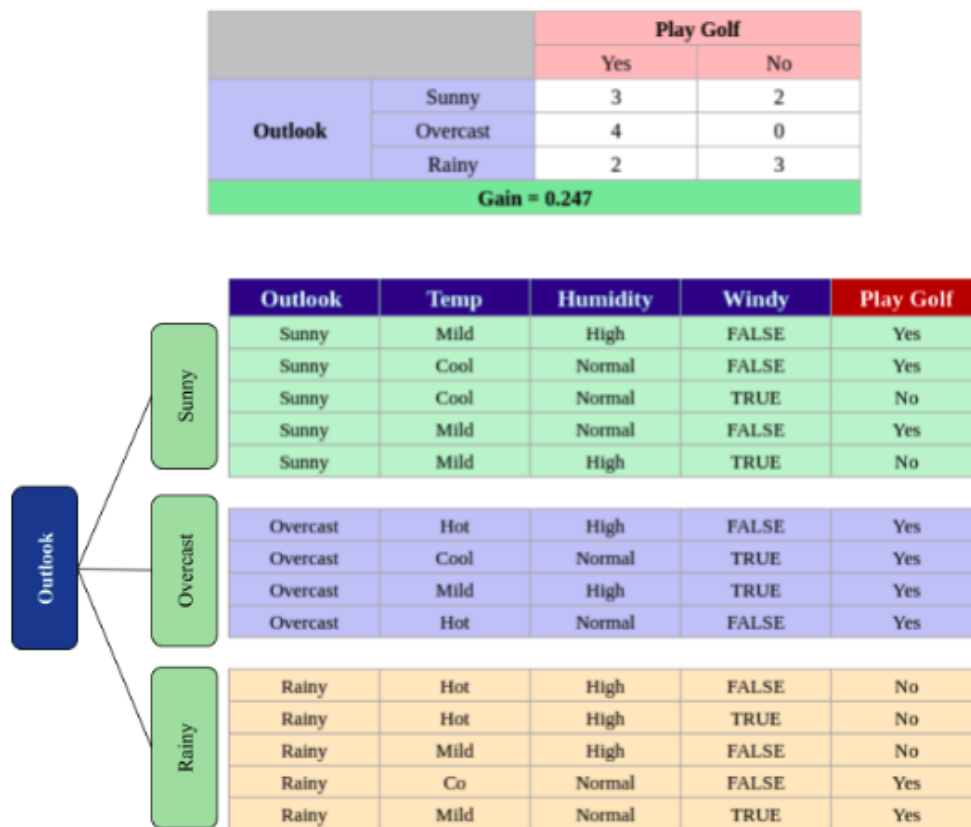 Play Golf
Yes No
Outlook Sunny 3 2
Overcast 4 0
Rainy 2 3
Gain = 0.247
Outlook Temp Humidity Windy Play Golf
Sunny
Sunny Mild High FALSE Yes
Sunny Cool Normal FALSE Yes
Sunny Cool Normal TRUE No
Sunny Mild Normal FALSE Yes
Sunny Mild High TRUE No
Outlook
Overcast
Overcast Hot High FALSE Yes
Overcast Cool Normal TRUE Yes
Overcast Mild High TRUE Yes
Overcast Hot Normal FALSE Yes
Rainy
Rainy Hot High FALSE No
Rainy Hot High TRUE No
Rainy Mild High FALSE No
Rainy Co Normal FALSE Yes
Rainy Mild Normal TRUE Yes